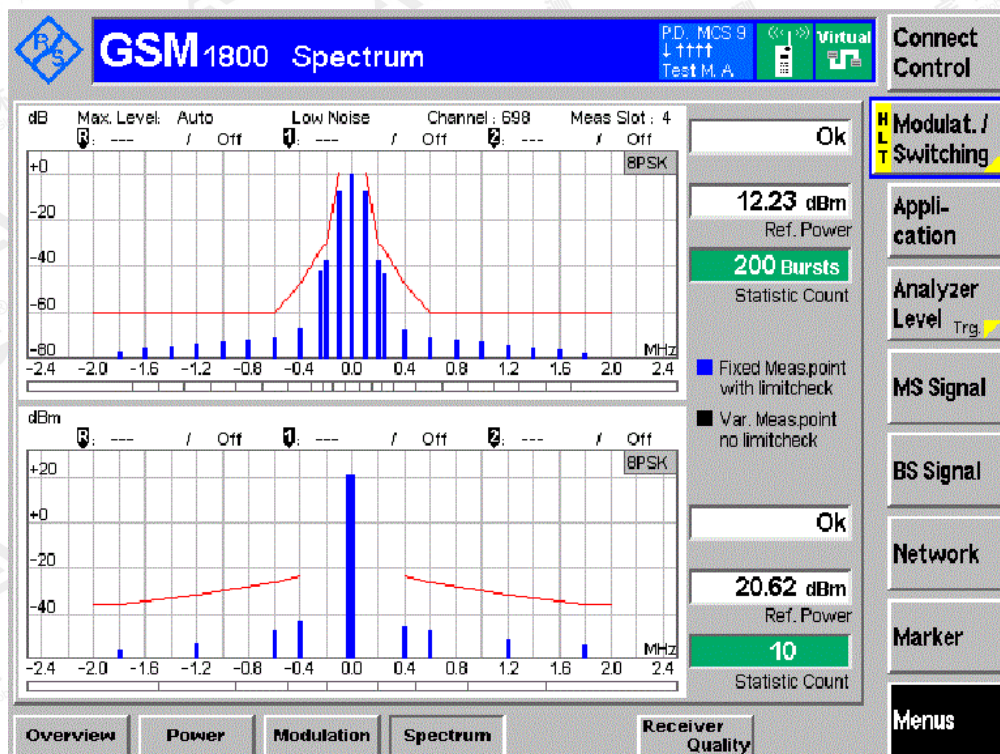 R&S
GSM 1800 Spectrum
P.D. MCS 9
↓ ↑↑↑↑
Test M. A.
Virtual
Connect Control
dB Max. Level: Auto Low Noise Channel : 698 Meas Slot : 4
R: --- / Off 1: --- / Off 2: --- / Off
8PSK
+0
-20
-40
-60
-80
MHz
-2.4 -2.0 -1.6 -1.2 -0.8 -0.4 0.0 0.4 0.8 1.2 1.6 2.0 2.4
Ok
12.23 dBm
Ref. Power
200 Bursts
Statistic Count
Fixed Meas.point
with limitcheck
Var. Meas.point
no limitcheck
dBm
R: --- / Off 1: --- / Off 2: --- / Off
8PSK
+20
+0
-20
-40
MHz
-2.4 -2.0 -1.6 -1.2 -0.8 -0.4 0.0 0.4 0.8 1.2 1.6 2.0 2.4
Ok
20.62 dBm
Ref. Power
10
Statistic Count
HLT
Modulat. /
Switching
Appli-
cation
Analyzer
Level Trg.
MS Signal
BS Signal
Network
Marker
Menus
Overview
Power
Modulation
Spectrum
Receiver
Quality